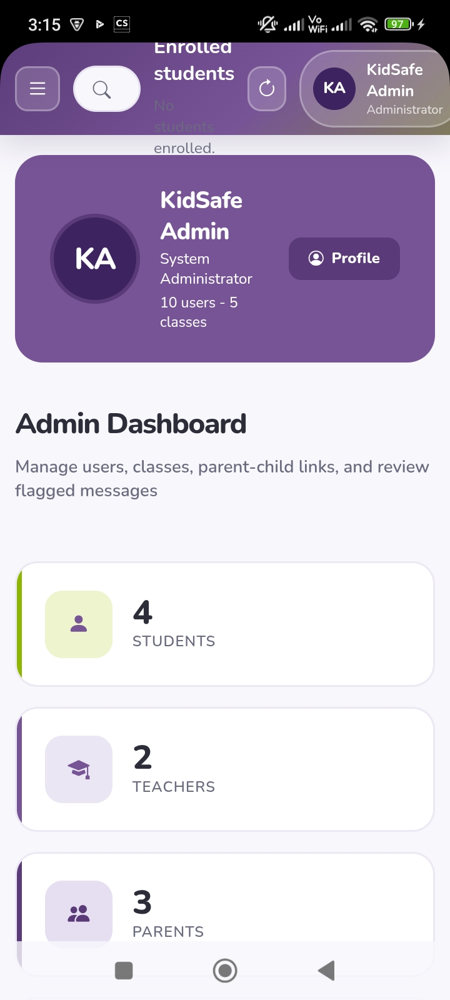 3:15
CS
Vo
WiFi
97
Enrolled
students
No
students
enrolled.
KA
KidSafe
Admin
Administrator
KA
KidSafe
Admin
System
Administrator
10 users - 5
classes
Profile
Admin Dashboard
Manage users, classes, parent-child links, and review
flagged messages
4
STUDENTS
2
TEACHERS
3
PARENTS